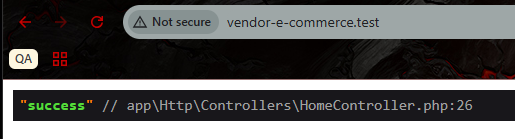 Not secure
vendor-e-commerce.test
QA
"success" // app\Http\Controllers\HomeController.php:26